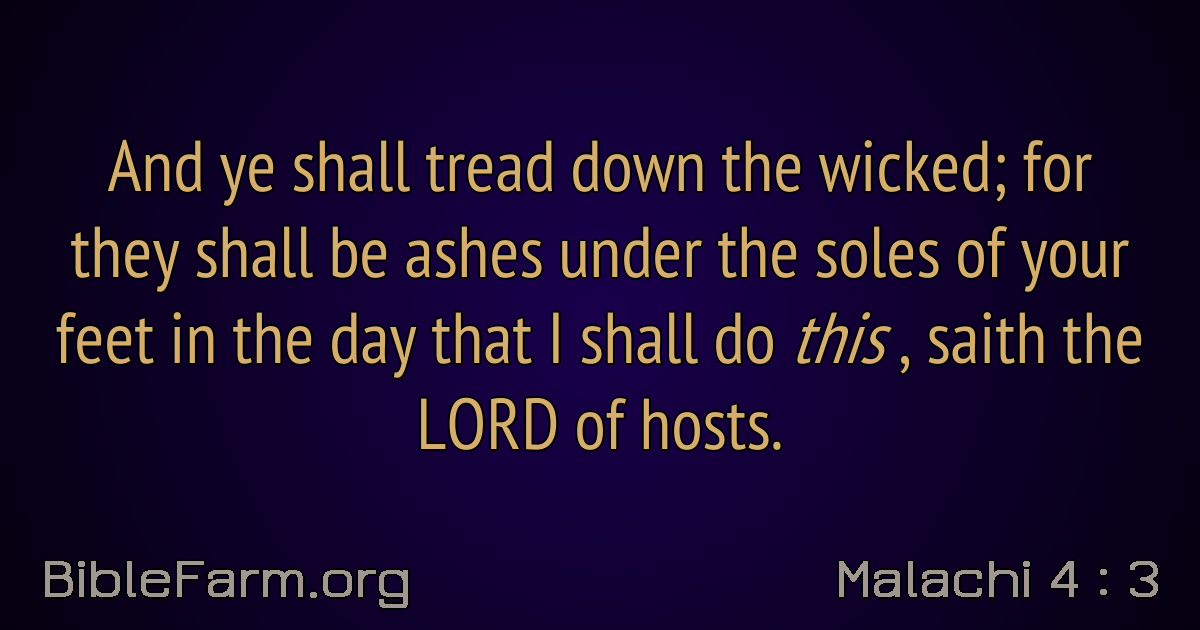 And ye shall tread down the wicked; for
they shall be ashes under the soles of your
feet in the day that I shall do this , saith the
LORD of hosts.
BibleFarm.org
Malachi 4 : 3